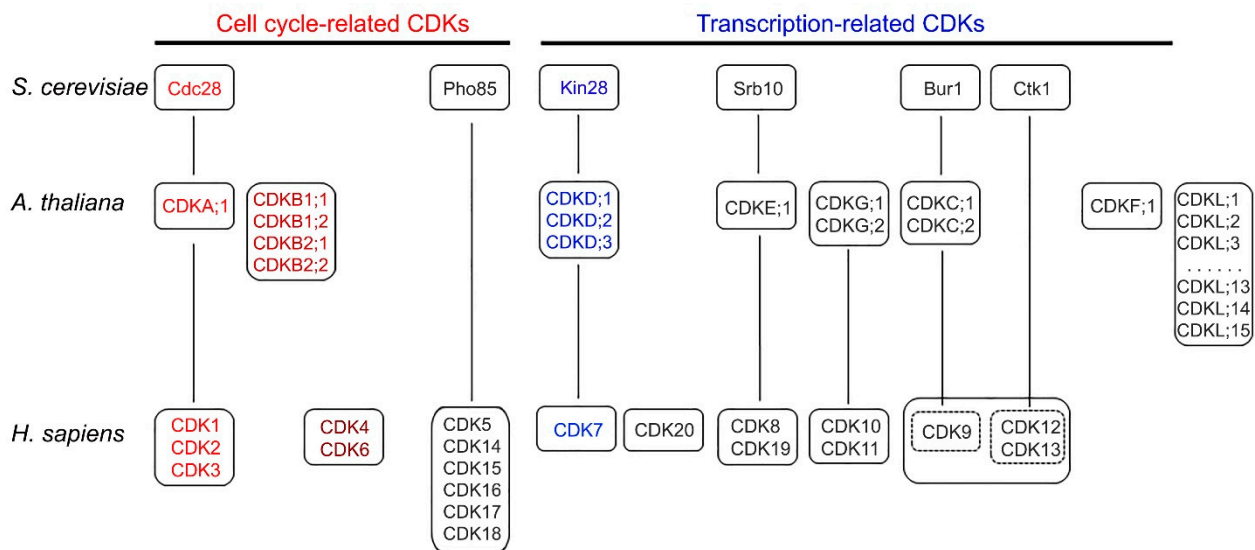 Cell cycle-related CDKs
Transcription-related CDKs
S. cerevisiae
Cdc28
Pho85
Kin28
Srb10
Bur1
Ctk1
A. thaliana
CDKA;1
CDKB1;1
CDKB1;2
CDKB2;1
CDKB2;2
CDKD;1
CDKD;2
CDKD;3
CDKE;1
CDKG;1
CDKG;2
CDKC;1
CDKC;2
CDKF;1
CDKL;1
CDKL;2
CDKL;3
. . . . . .
CDKL;13
CDKL;14
CDKL;15
H. sapiens
CDK1
CDK2
CDK3
CDK4
CDK6
CDK5
CDK14
CDK15
CDK16
CDK17
CDK18
CDK7
CDK20
CDK8
CDK19
CDK10
CDK11
CDK9
CDK12
CDK13